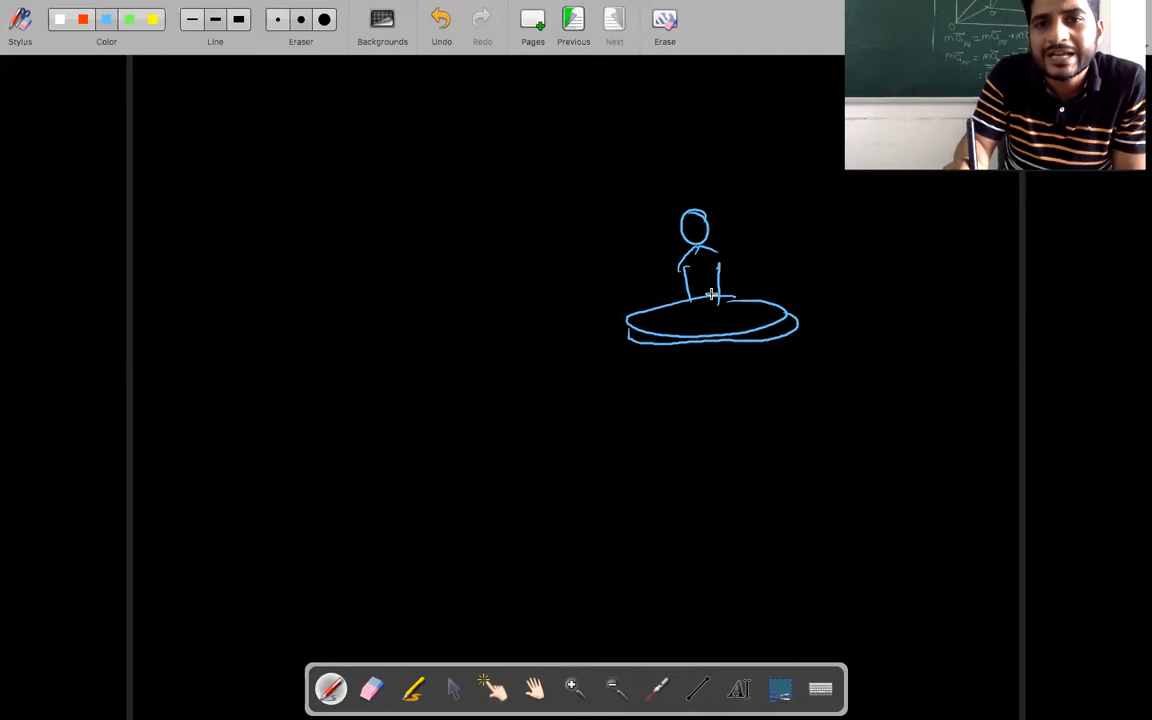 Stylus
Color
Line
Eraser
Backgrounds
Undo
Redo
Pages
Previous
Next
Erase